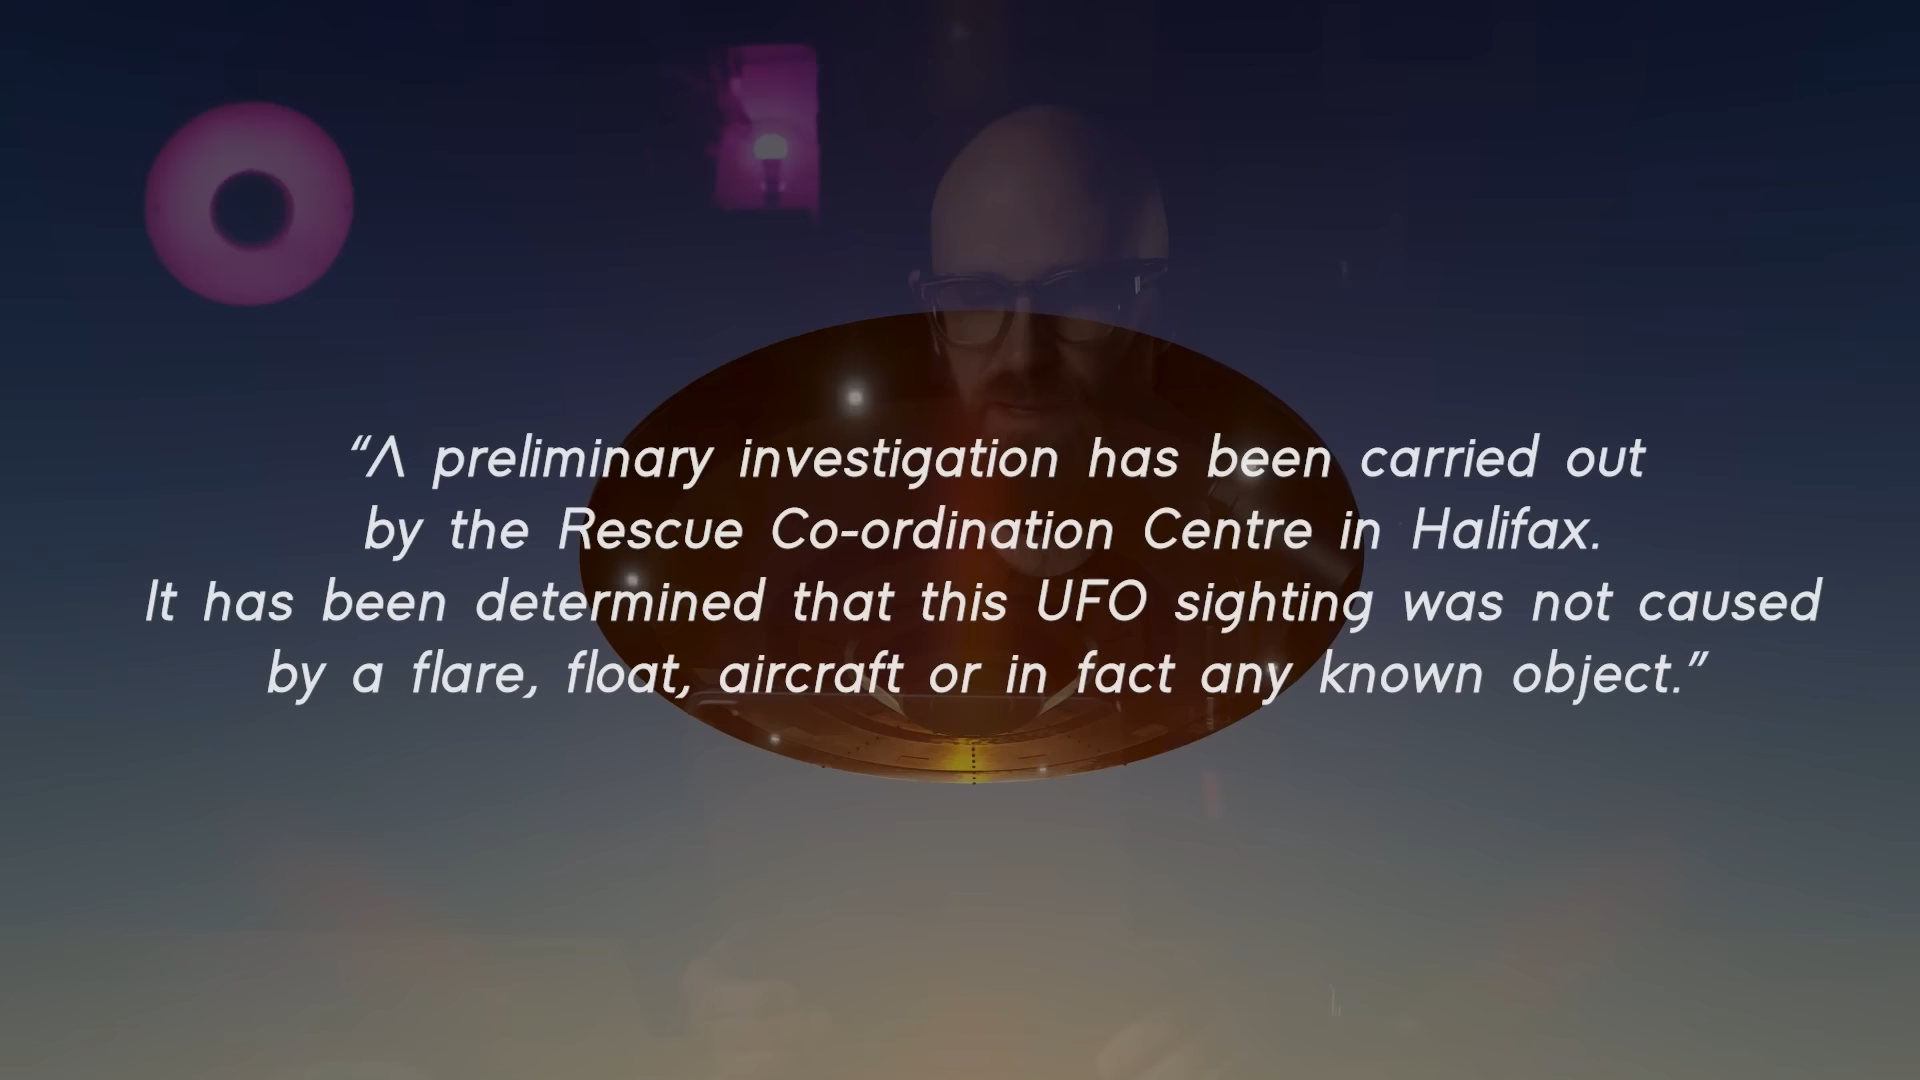 “A preliminary investigation has been carried out
by the Rescue Co-ordination Centre in Halifax.
It has been determined that this UFO sighting was not caused
by a flare, float, aircraft or in fact any known object.”